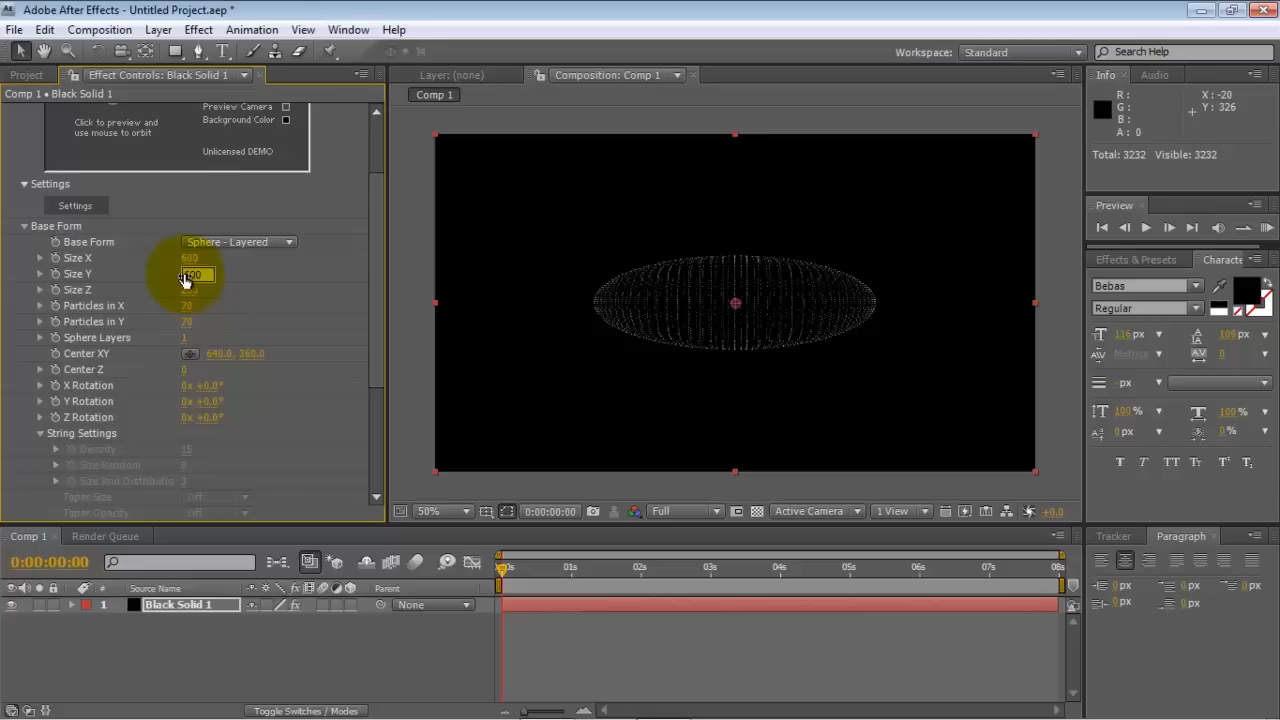 Adobe After Effects - Untitled Project.aep *
File Edit Composition Layer Effect Animation View Window Help
Workspace: Standard Search Help
Project Effect Controls: Black Solid 1 Layer: (none) Composition: Comp 1 Info Audio
Comp 1 • Black Solid 1
Comp 1
R : X : -20
G : Y : 326
B :
A : 0
Total: 3232 Visible: 3232
Preview Camera
Background Color
Click to preview and
use mouse to orbit
Unlicensed DEMO
Settings
Settings
Base Form
Base Form Sphere - Layered
Size X 600
Size Y
Size Z
Particles in X 70
Particles in Y 70
Sphere Layers 1
Center XY 640.0, 360.0
Center Z 0
X Rotation 0x +0.0°
Y Rotation 0x +0.0°
Z Rotation 0x +0.0°
String Settings
Density 15
Size Random 0
Size Rnd Distributio 3
Taper Size Off
Taper Opacity Off
Preview
Effects & Presets Characte
Bebas
Regular
116 px 109 px
Metrics 0
- px
100 % 100 %
0 px 0 %
50% 0:00:00:00 Full Active Camera 1 View +0.0
Comp 1 Render Queue
Tracker Paragraph
0:00:00:00
# Source Name Parent
01s 02s 03s 04s 05s 06s 07s 08s
1 Black Solid 1 None
0 px 0 px 0 px
0 px 0 px
Toggle Switches / Modes